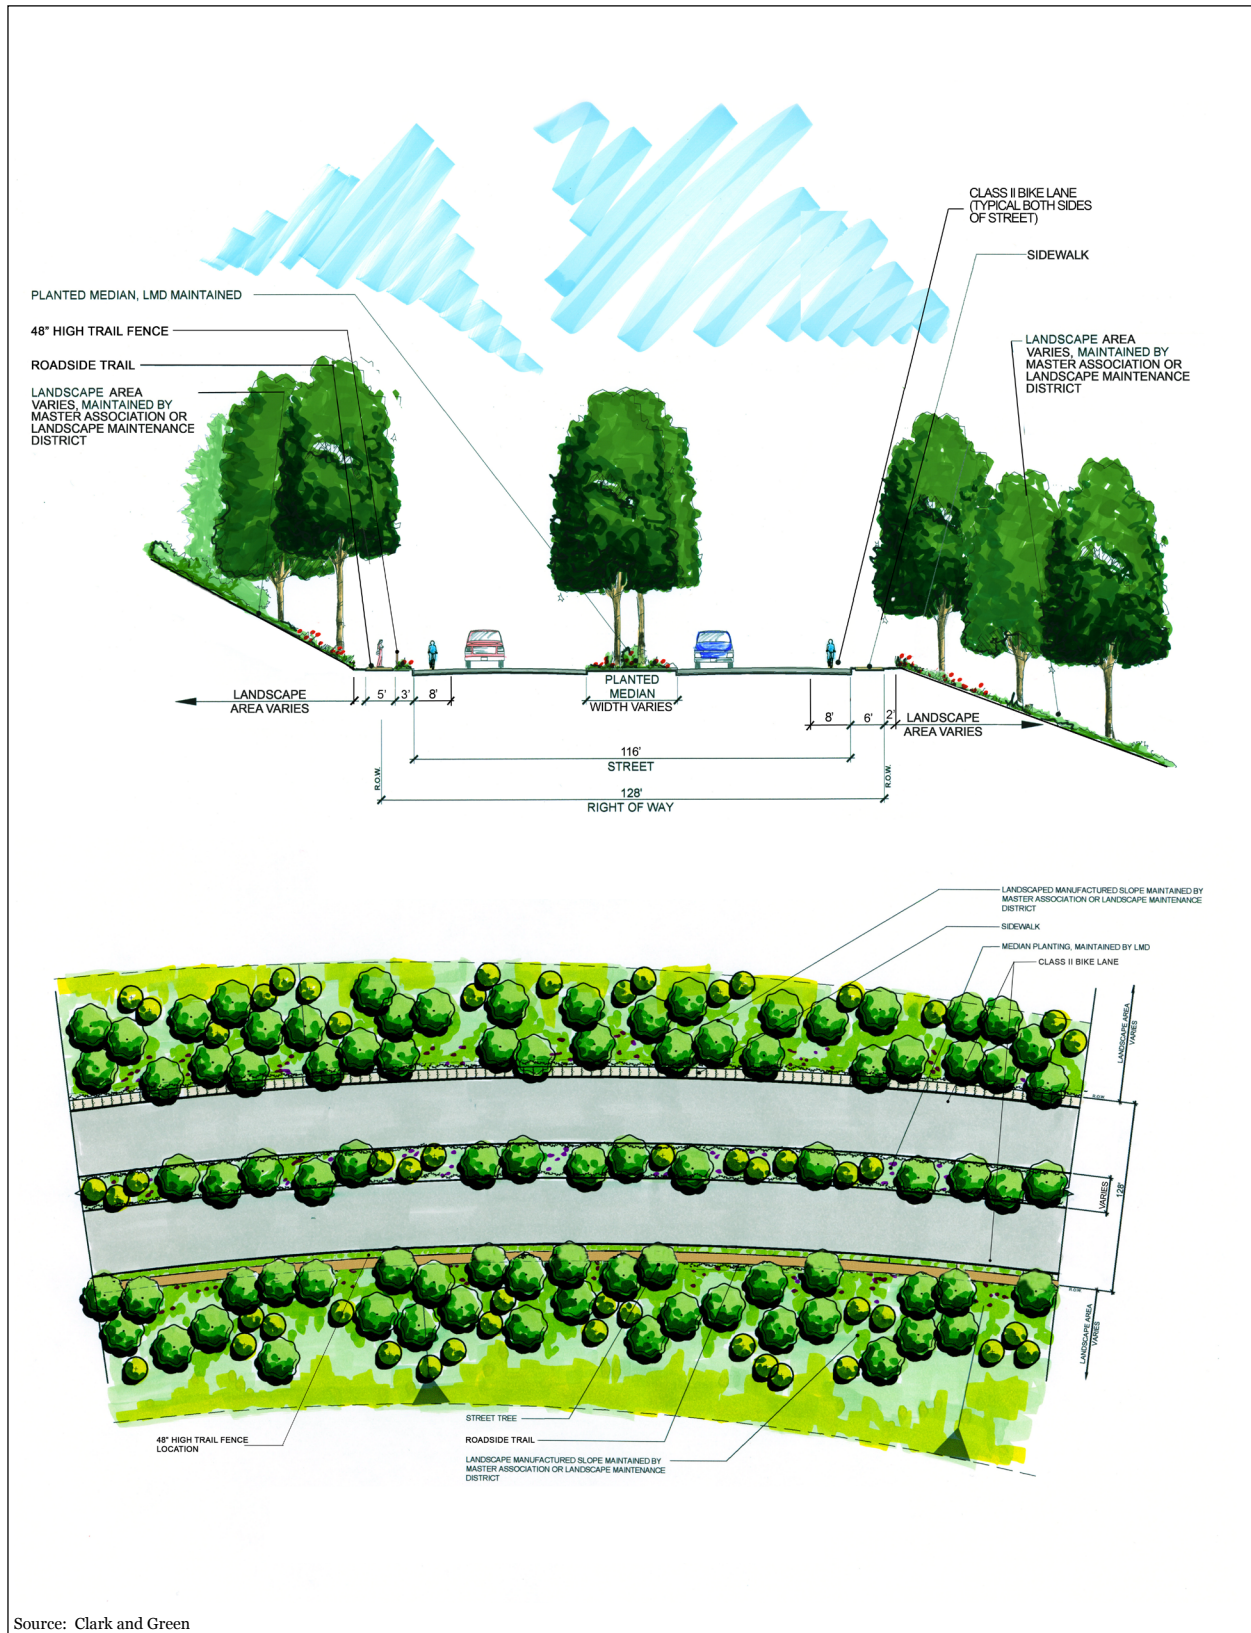 CLASS II BIKE LANE
(TYPICAL BOTH SIDES
OF STREET)
SIDEWALK
PLANTED MEDIAN, LMD MAINTAINED
48" HIGH TRAIL FENCE
ROADSIDE TRAIL
LANDSCAPE AREA
VARIES, MAINTAINED BY
MASTER ASSOCIATION OR
LANDSCAPE MAINTENANCE
DISTRICT
LANDSCAPE AREA
VARIES, MAINTAINED BY
MASTER ASSOCIATION OR
LANDSCAPE MAINTENANCE
DISTRICT
LANDSCAPE
AREA VARIES
5'
3'
8'
PLANTED
MEDIAN
WIDTH VARIES
8'
6'
2'
LANDSCAPE
AREA VARIES
116'
STREET
R.O.W.
R.O.W.
128'
RIGHT OF WAY
LANDSCAPED MANUFACTURED SLOPE MAINTAINED BY
MASTER ASSOCIATION OR LANDSCAPE MAINTENANCE
DISTRICT
SIDEWALK
MEDIAN PLANTING, MAINTAINED BY LMD
CLASS II BIKE LANE
LANDSCAPE AREA
VARIES
R.O.W.
VARIES
128'
R.O.W.
LANDSCAPE AREA
VARIES
STREET TREE
48" HIGH TRAIL FENCE
LOCATION
ROADSIDE TRAIL
LANDSCAPE MANUFACTURED SLOPE MAINTAINED BY
MASTER ASSOCIATION OR LANDSCAPE MAINTENANCE
DISTRICT
Source: Clark and Green